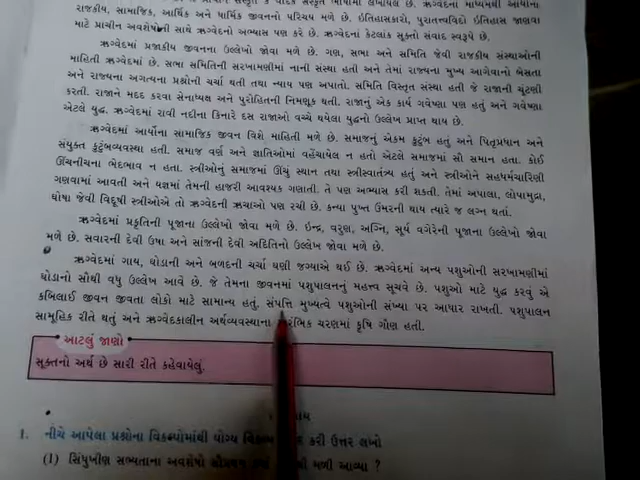 રાજકીય, સામાજિક, આર્થિક અને ધાર્મિક જીવનનો પરિચય મળે છે. ઇતિહાસકારો, પુરાતત્ત્વવિદો ઇતિહાસ જાણવા
માટે પ્રાચીન અવશેષોની સાથે ઋગ્વેદનો અભ્યાસ પણ કરે છે. ઋગ્વેદનાં કેટલાંક સૂક્તો સંવાદ સ્વરૂપે છે.
ઋગ્વેદમાં પ્રજાકીય જીવનના ઉલ્લેખો જોવા મળે છે. ગણ, સભા અને સમિતિ જેવી રાજકીય સંસ્થાઓની
માહિતી ઋગ્વેદમાં છે. સભા સમિતિની સરખામણીમાં નાની સંસ્થા હતી અને તેમાં રાજ્યના મુખ્ય આગેવાનો બેસતા
અને રાજ્યના અગત્યના પ્રશ્નોની ચર્ચા થતી તથા ન્યાય પણ અપાતો. સમિતિ વિસ્તૃત સંસ્થા હતી જે રાજાની ચૂંટણી
કરતી. રાજાને મદદ કરવા સેનાધ્યક્ષ અને પુરોહિતની નિમણૂક થતી. રાજાનું એક કાર્ય ગવેષ્ણા પણ હતું અને ગવેષ્ણા
એટલે યુદ્ધ. ઋગ્વેદમાં રાવી નદીના કિનારે દસ રાજાઓ વચ્ચે થયેલા યુદ્ધનો ઉલ્લેખ પ્રાપ્ત થાય છે.
ઋગ્વેદમાં આર્યોના સામાજિક જીવન વિશે માહિતી મળે છે. સમાજનું એકમ કુટુંબ હતું અને પિતૃપ્રધાન અને
સંયુક્ત કુટુંબવ્યવસ્થા હતી. સમાજ વર્ણ અને જ્ઞાતિઓમાં વહેંચાયેલ ન હતો એટલે સમાજમાં સૌ સમાન હતા. કોઈ
ઊંચનીચના ભેદભાવ ન હતા. સ્ત્રીઓનું સમાજમાં ઊંચું સ્થાન તથા સ્ત્રીસ્વાતંત્ર્ય હતું અને સ્ત્રીઓને સહધર્મચારિણી
ગણવામાં આવતી અને યજ્ઞમાં તેમની હાજરી આવશ્યક ગણાતી. તે પણ અભ્યાસ કરી શકતી. તેમાં અપાલા, લોપામુદ્રા,
ઘોષા જેવી વિદુષી સ્ત્રીઓએ તો ઋગ્વેદની ઋચાઓ પણ રચી છે. કન્યા પુખ્ત ઉંમરની થાય ત્યારે જ લગ્ન થતાં.
ઋગ્વેદમાં પ્રકૃતિની પૂજાના ઉલ્લેખો જોવા મળે છે. ઇન્દ્ર, વરુણ, અગ્નિ, સૂર્ય વગેરેની પૂજાના ઉલ્લેખો જોવા
મળે છે. સવારની દેવી ઉષા અને સાંજની દેવી અદિતિનો ઉલ્લેખ જોવા મળે છે.
ઋગ્વેદમાં ગાય, ઘોડાની અને બળદની ચર્ચા ઘણી જગ્યાએ થઈ છે. ઋગ્વેદમાં અન્ય પશુઓની સરખામણીમાં
ઘોડાનો સૌથી વધુ ઉલ્લેખ આવે છે. જે તેમના જીવનમાં પશુપાલનનું મહત્ત્વ સૂચવે છે. પશુઓ માટે યુદ્ધ કરવું એ
કબિલાઈ જીવન જીવતા લોકો માટે સામાન્ય હતું. સંપત્તિ મુખ્યત્વે પશુઓની સંખ્યા પર આધાર રાખતી. પશુપાલન
સામૂહિક રીતે થતું અને ઋગ્વેદકાલીન અર્થવ્યવસ્થાના ચરણમાં કૃષિ ગૌણ હતી.
આટલું જાણો
સૂક્તનો અર્થ છે સારી રીતે કહેવાયેલું.
1. નીચે આપેલા પ્રશ્નોના વિકલ્પોમાંથી યોગ્ય કરી ઉત્તર લખો
(1) સિંધુખીણ સભ્યતાના અવશેષો મળી આવ્યા ?